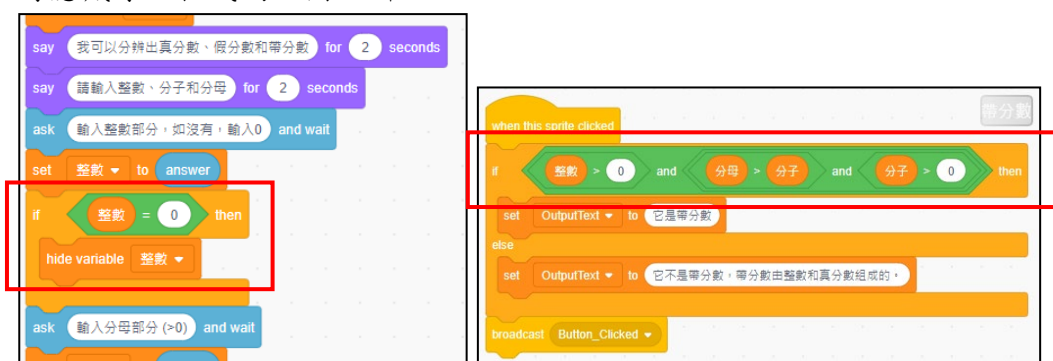 say 我可以分辨出真分數、假分數和帶分數 for 2 seconds
say 請輸入整數、分子和分母 for 2 seconds
ask 輸入整數部分，如沒有，輸入0 and wait
set 整數 to answer
if 整數 = 0 then
hide variable 整數
ask 輸入分母部分 (>0) and wait
帶分數
when this sprite clicked
if 整數 > 0 and 分母 > 分子 and 分子 > 0 then
set OutputText to 它是帶分數
else
set OutputText to 它不是帶分數，帶分數由整數和真分數組成的。
broadcast Button_Clicked